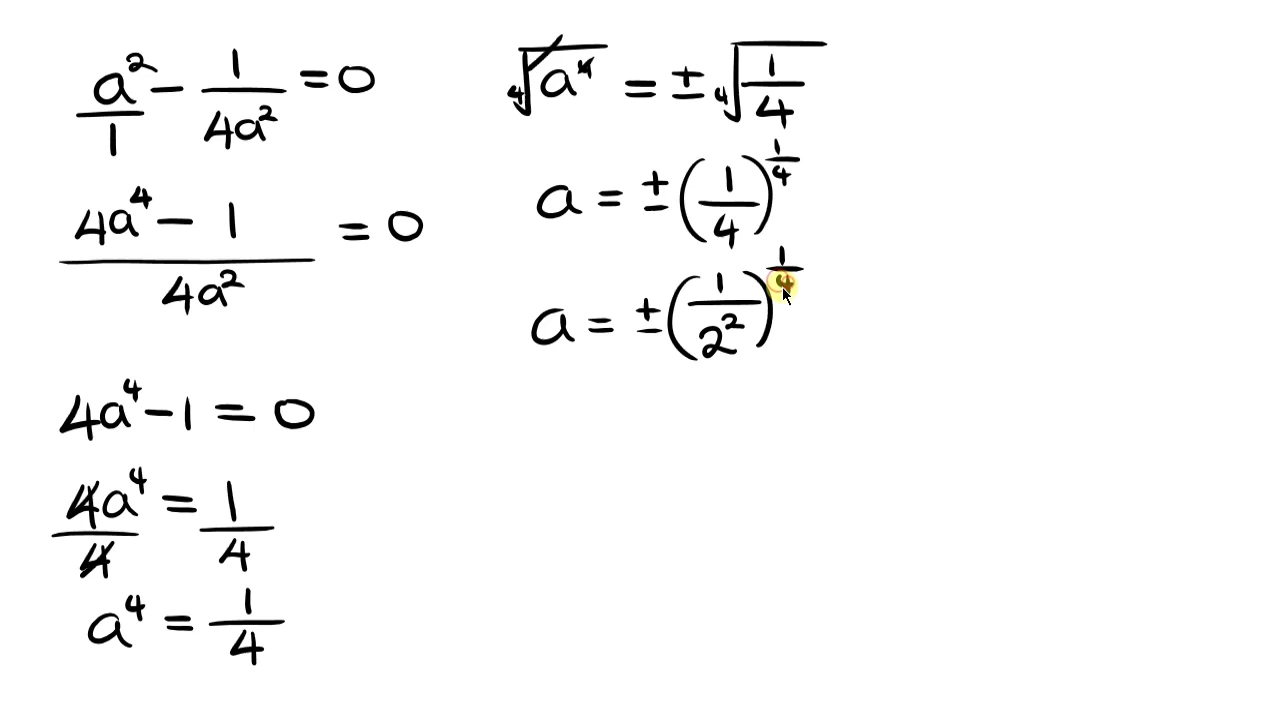 a²/1 − 1/4a² = 0
4a⁴ − 1 / 4a² = 0
4a⁴ − 1 = 0
4a⁴/4 = 1/4
a⁴ = 1/4
⁴√a⁴ = ± ⁴√1/4
a = ± (1/4)^1/4
a = ± (1/2²)^1/4